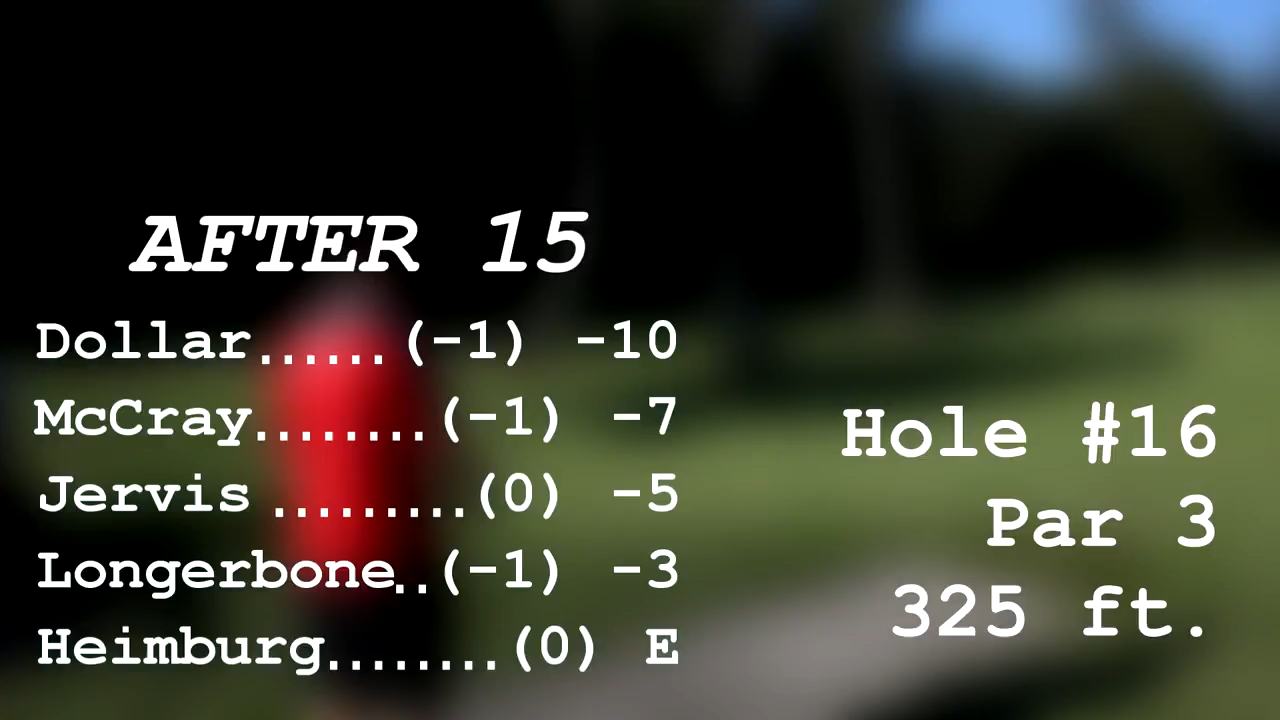 AFTER 15
Dollar......(-1) -10
McCray........(-1) -7
Jervis .........(0) -5
Longerbone..(-1) -3
Heimburg........(0) E
Hole #16
Par 3
325 ft.